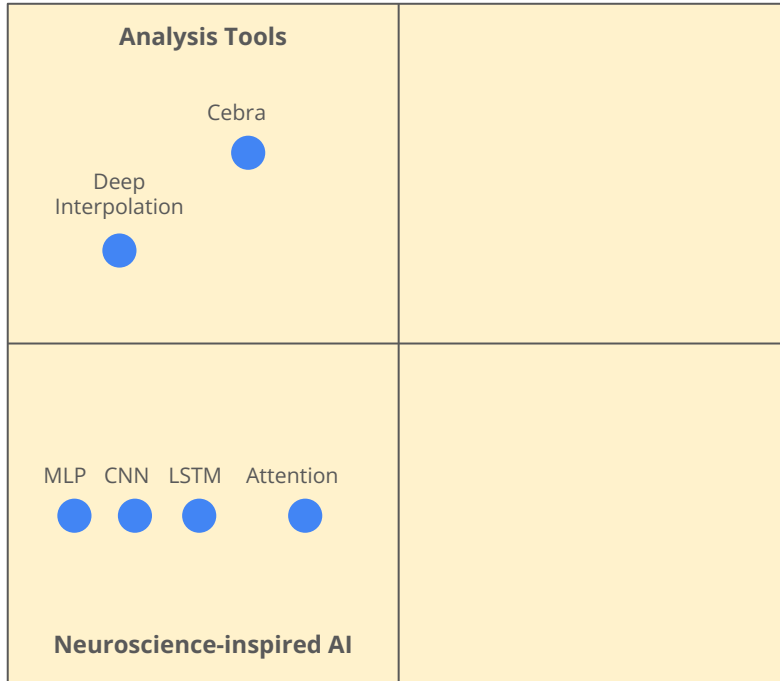 Analysis Tools
Cebra
Deep
Interpolation
MLP CNN LSTM Attention
Neuroscience-inspired AI